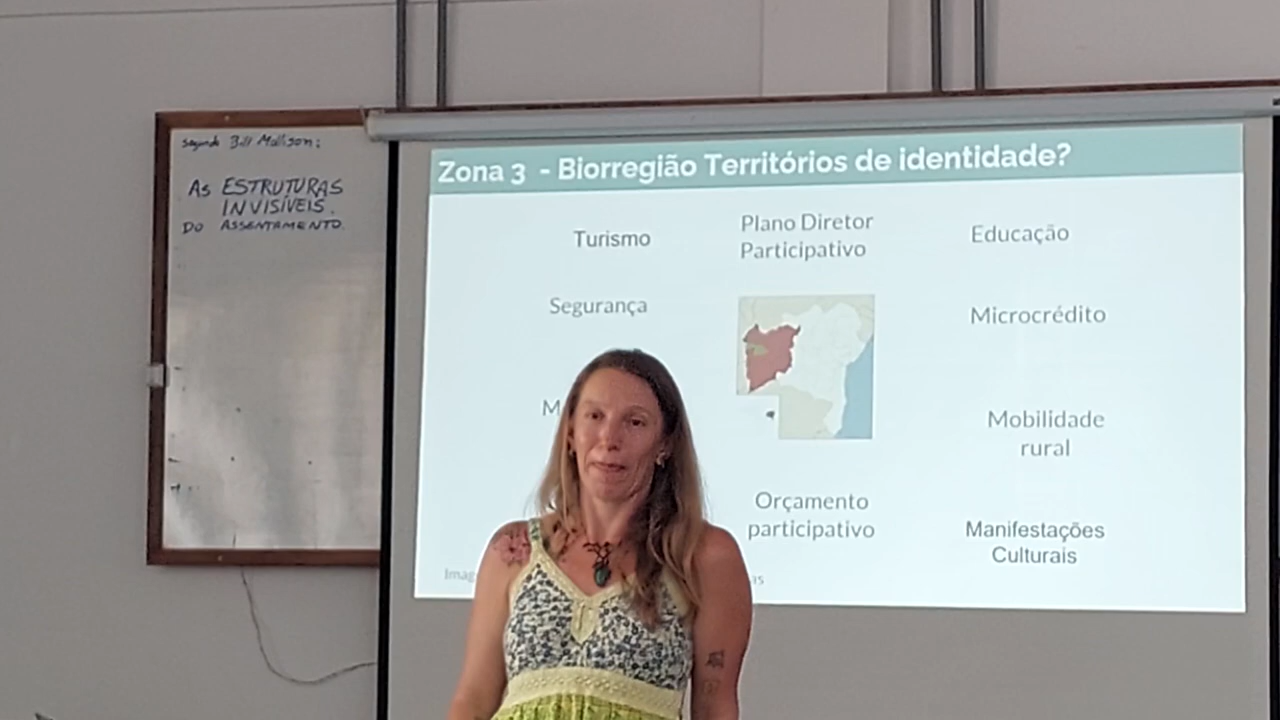 segundo Bill Mollison:
AS ESTRUTURAS
INVISÍVEIS.
DO ASSENTAMENTO.
Zona 3 - Biorregião Territórios de identidade?
Turismo
Plano Diretor
Participativo
Educação
Segurança
Microcrédito
Mobilidade
rural
Orçamento
participativo
Manifestações
Culturais